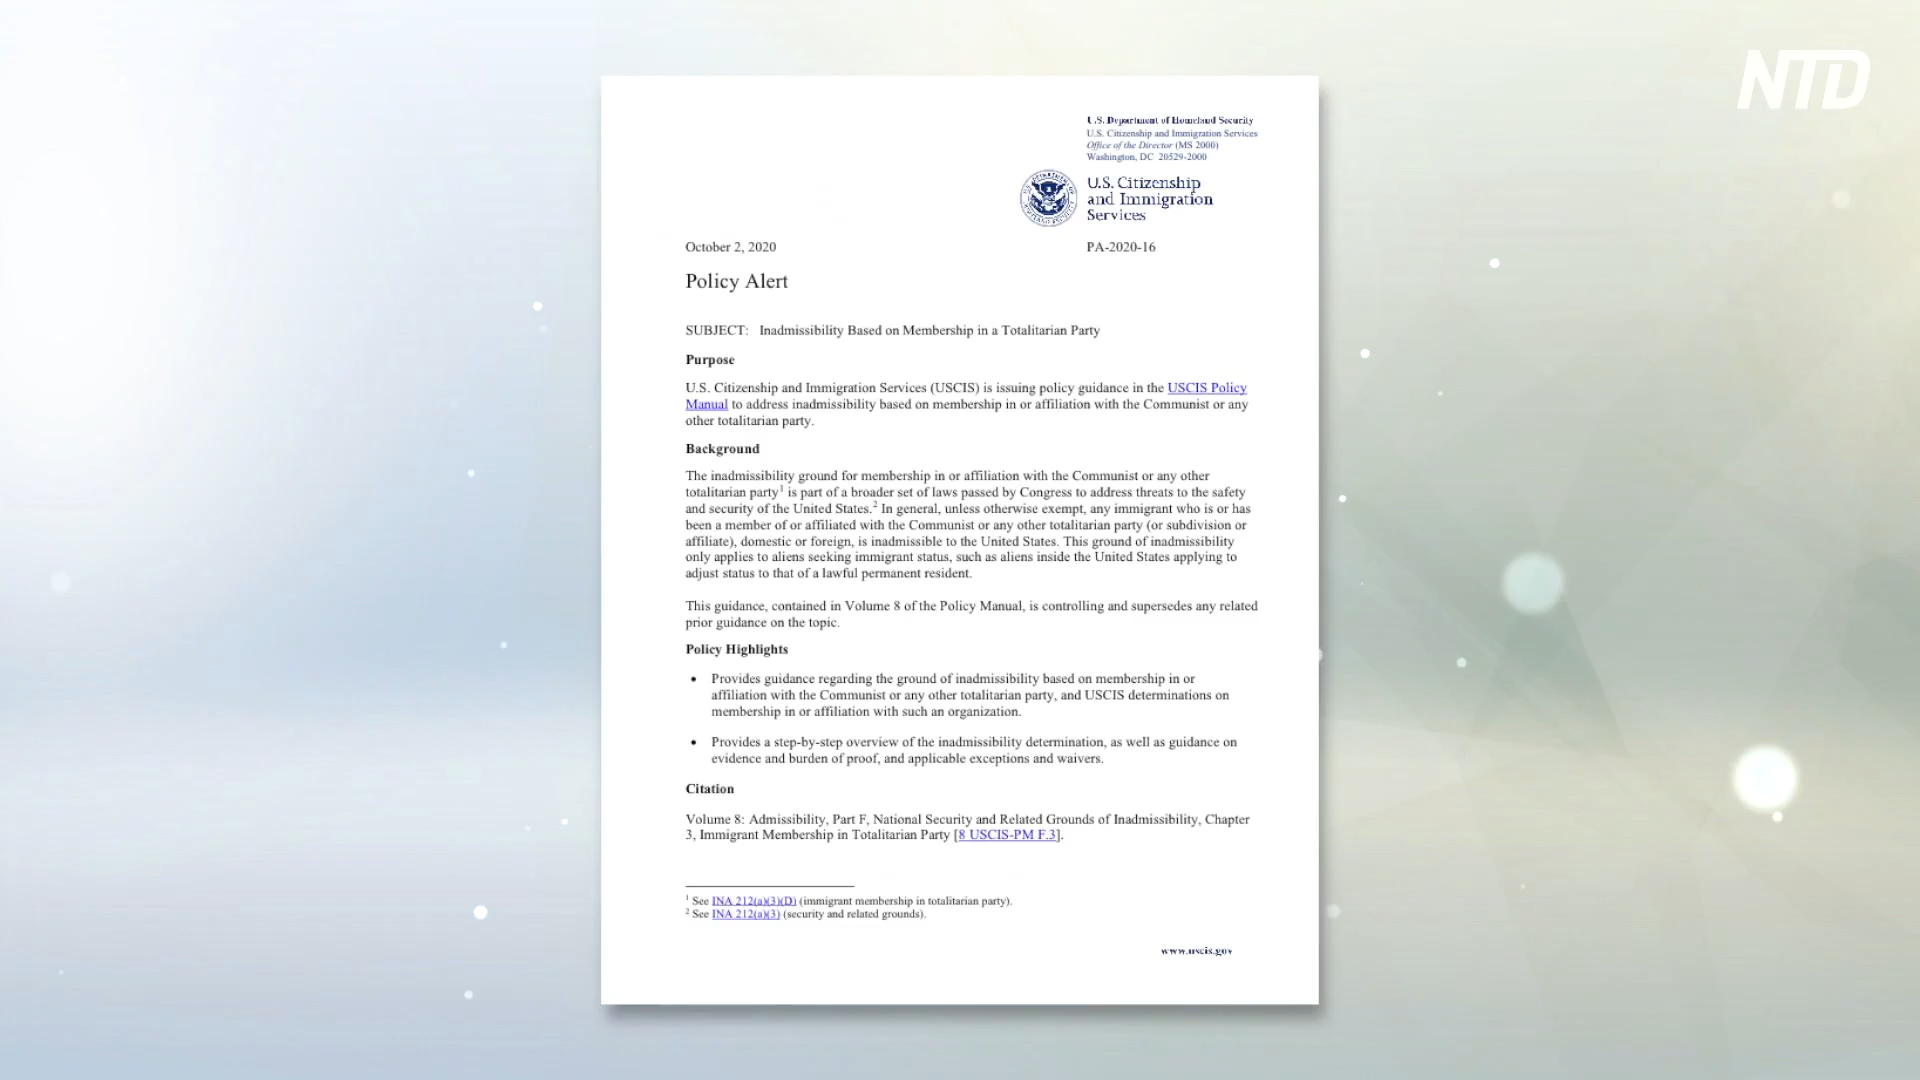 NTD
U.S. Department of Homeland Security
U.S. Citizenship and Immigration Services
Office of the Director (MS 2000)
Washington, DC 20529-2000
U.S. Citizenship
and Immigration
Services
October 2, 2020 PA-2020-16
Policy Alert
SUBJECT: Inadmissibility Based on Membership in a Totalitarian Party
Purpose
U.S. Citizenship and Immigration Services (USCIS) is issuing policy guidance in the USCIS Policy
Manual to address inadmissibility based on membership in or affiliation with the Communist or any
other totalitarian party.
Background
The inadmissibility ground for membership in or affiliation with the Communist or any other
totalitarian party1 is part of a broader set of laws passed by Congress to address threats to the safety
and security of the United States.2 In general, unless otherwise exempt, any immigrant who is or has
been a member of or affiliated with the Communist or any other totalitarian party (or subdivision or
affiliate), domestic or foreign, is inadmissible to the United States. This ground of inadmissibility
only applies to aliens seeking immigrant status, such as aliens inside the United States applying to
adjust status to that of a lawful permanent resident.
This guidance, contained in Volume 8 of the Policy Manual, is controlling and supersedes any related
prior guidance on the topic.
Policy Highlights
• Provides guidance regarding the ground of inadmissibility based on membership in or
affiliation with the Communist or any other totalitarian party, and USCIS determinations on
membership in or affiliation with such an organization.
• Provides a step-by-step overview of the inadmissibility determination, as well as guidance on
evidence and burden of proof, and applicable exceptions and waivers.
Citation
Volume 8: Admissibility, Part F, National Security and Related Grounds of Inadmissibility, Chapter
3, Immigrant Membership in Totalitarian Party [8 USCIS-PM F.3].
1 See INA 212(a)(3)(D) (immigrant membership in totalitarian party).
2 See INA 212(a)(3) (security and related grounds).
www.uscis.gov